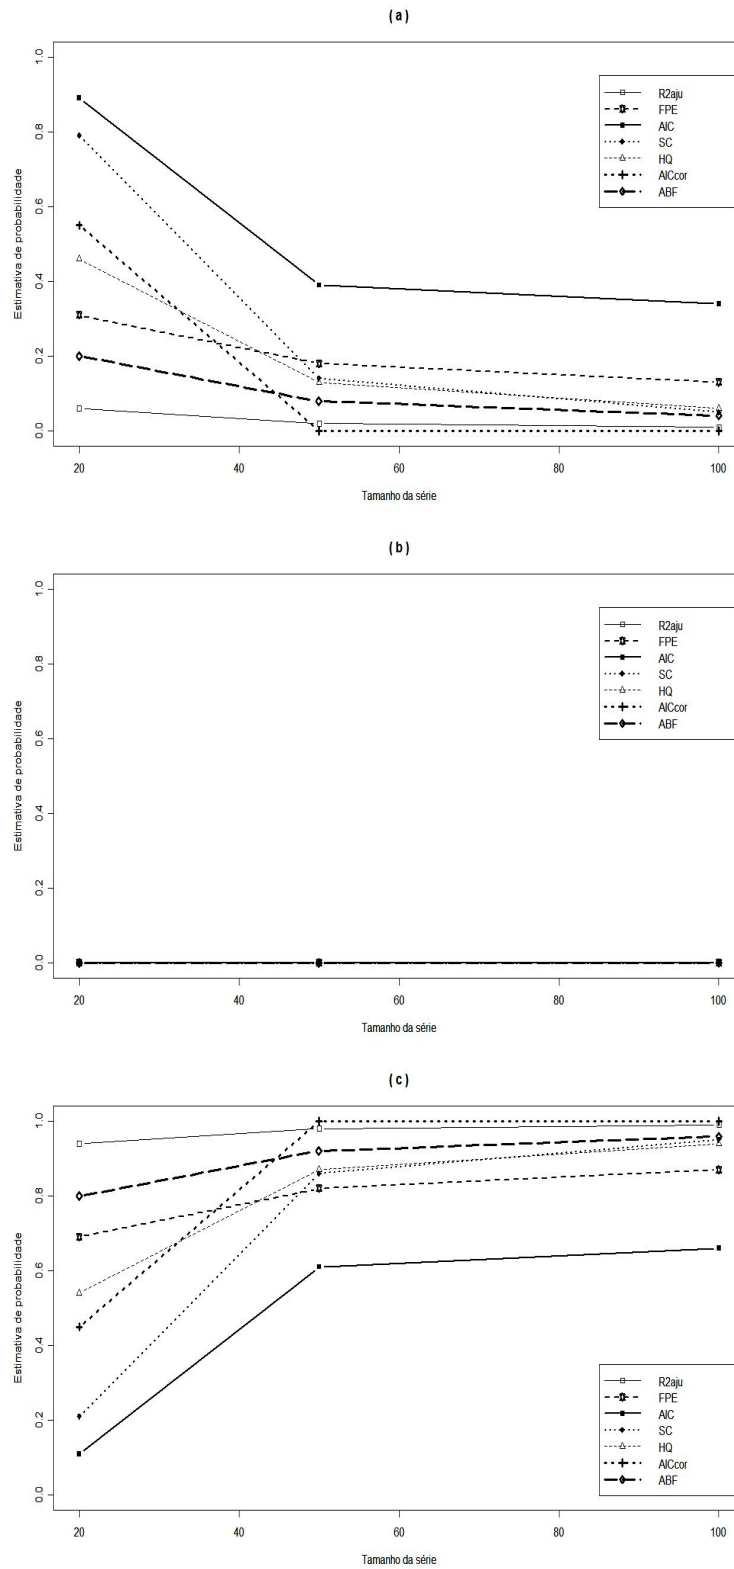 ( a )
Estimativa de probabilidade
1.0
0.8
0.6
0.4
0.2
0.0
R2aju
FPE
AIC
SC
HQ
AICcor
ABF
20 40 60 80 100
Tamanho da série
( b )
Estimativa de probabilidade
1.0
0.8
0.6
0.4
0.2
0.0
R2aju
FPE
AIC
SC
HQ
AICcor
ABF
20 40 60 80 100
Tamanho da série
( c )
Estimativa de probabilidade
1.0
0.8
0.6
0.4
0.2
0.0
R2aju
FPE
AIC
SC
HQ
AICcor
ABF
20 40 60 80 100
Tamanho da série